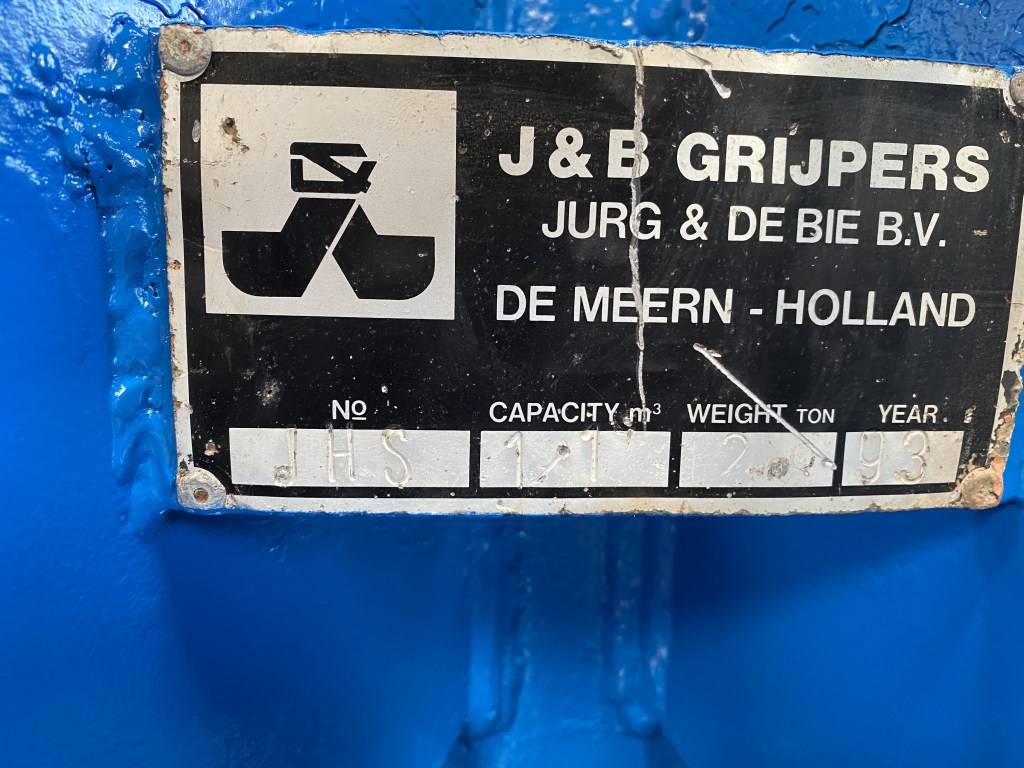 J & B GRIJPERS
JURG & DE BIE B.V.
DE MEERN - HOLLAND
No CAPACITY m³ WEIGHT TON YEAR
JHS 1,1 93